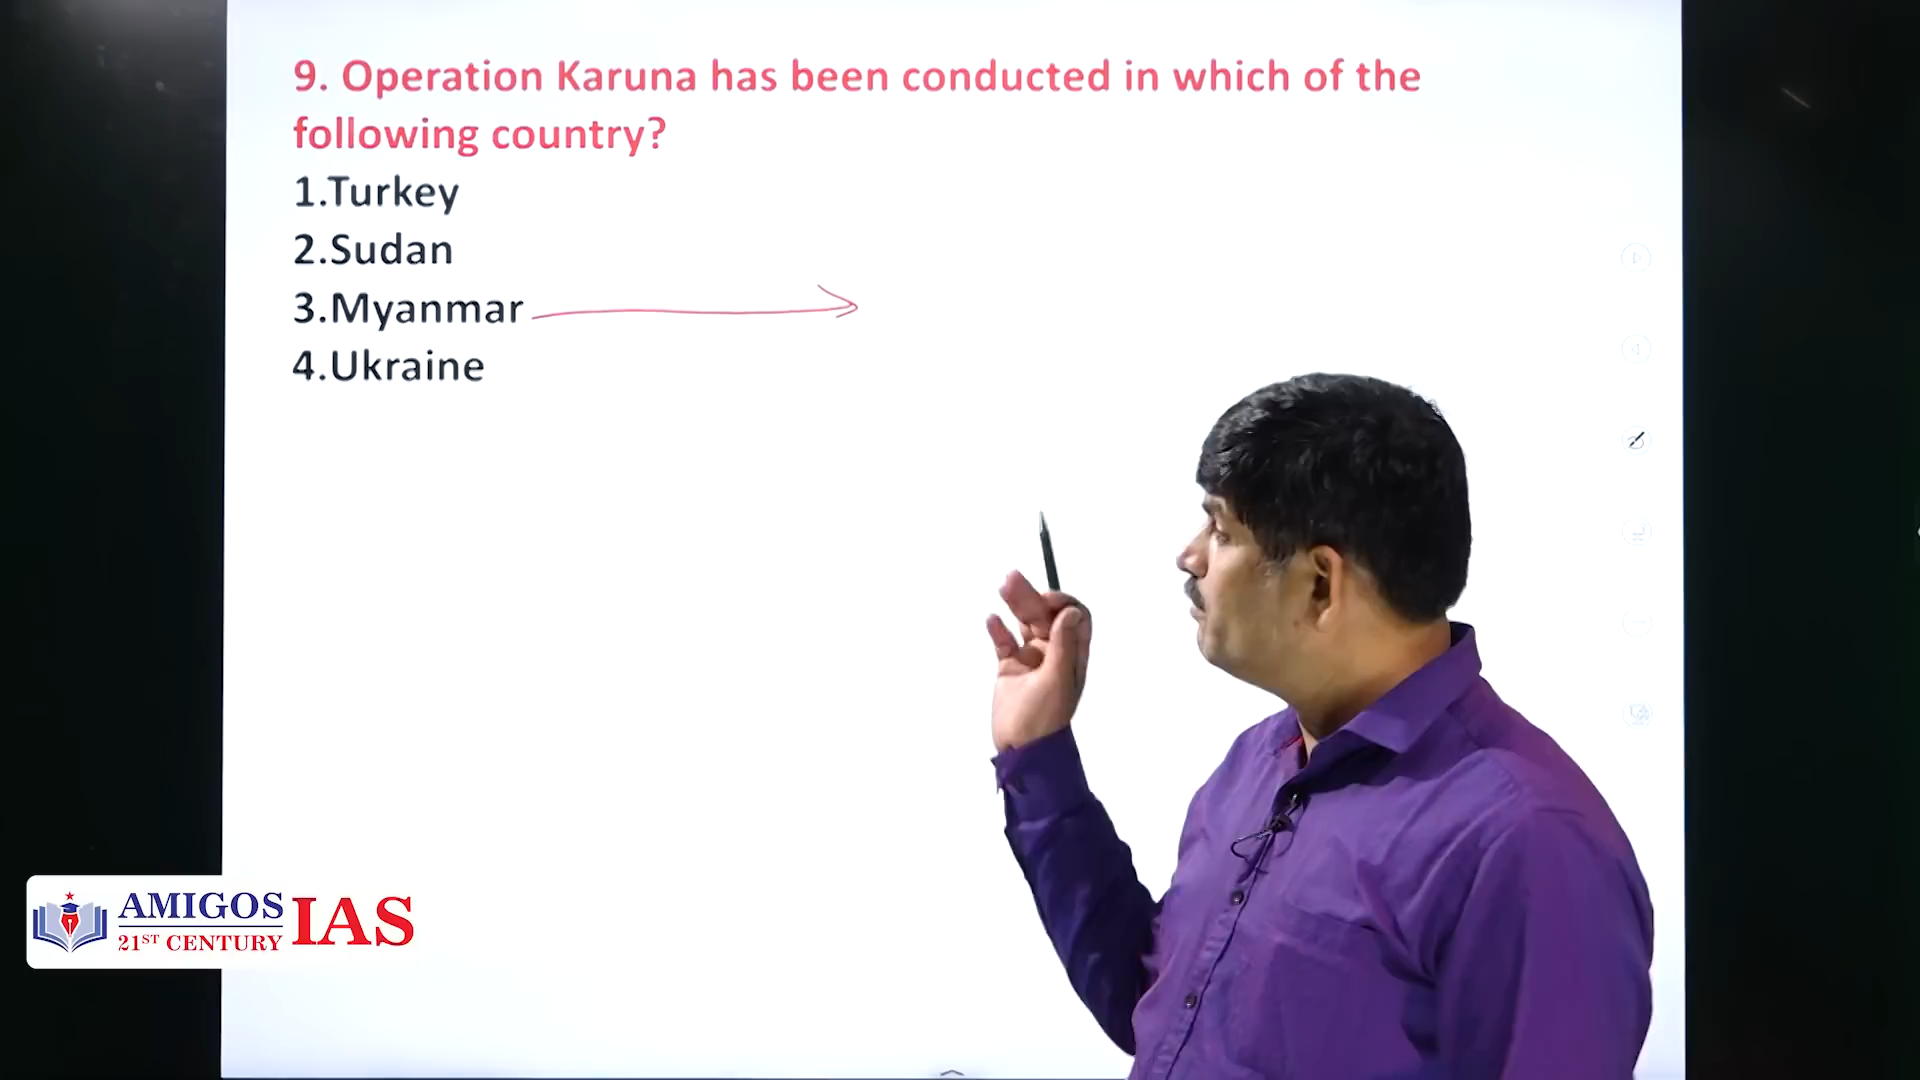 9. Operation Karuna has been conducted in which of the
following country?
1.Turkey
2.Sudan
3.Myanmar
4.Ukraine
AMIGOS
21ST CENTURY
IAS